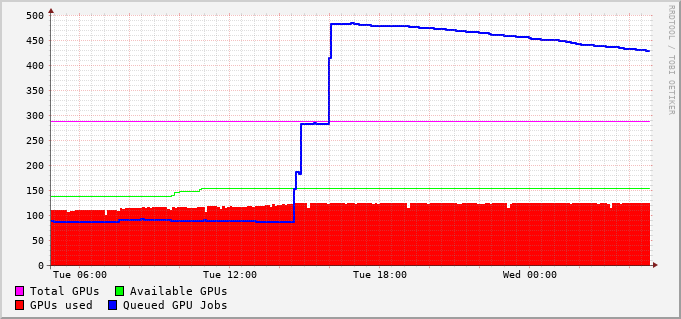 500
450
400
350
300
250
200
150
100
50
0
Tue 06:00 Tue 12:00 Tue 18:00 Wed 00:00
Total GPUs Available GPUs
GPUs used Queued GPU Jobs
RRDTOOL / TOBI OETIKER